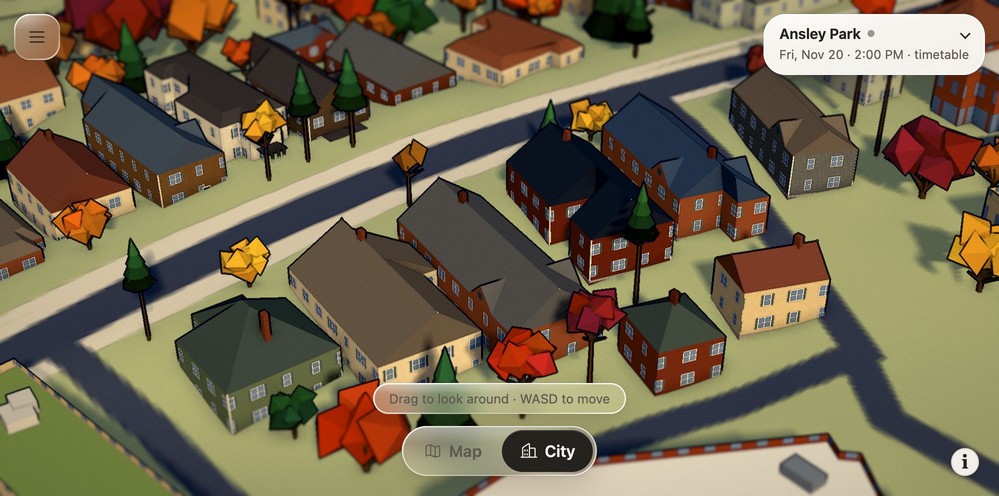 Ansley Park
Fri, Nov 20 · 2:00 PM · timetable
Drag to look around · WASD to move
Map
City
i